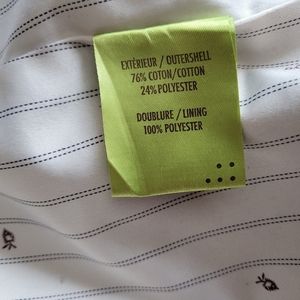 EXTÉRIEUR / OUTERSHELL
76% COTON/COTTON
24% POLYESTER
DOUBLURE / LINING
100% POLYESTER